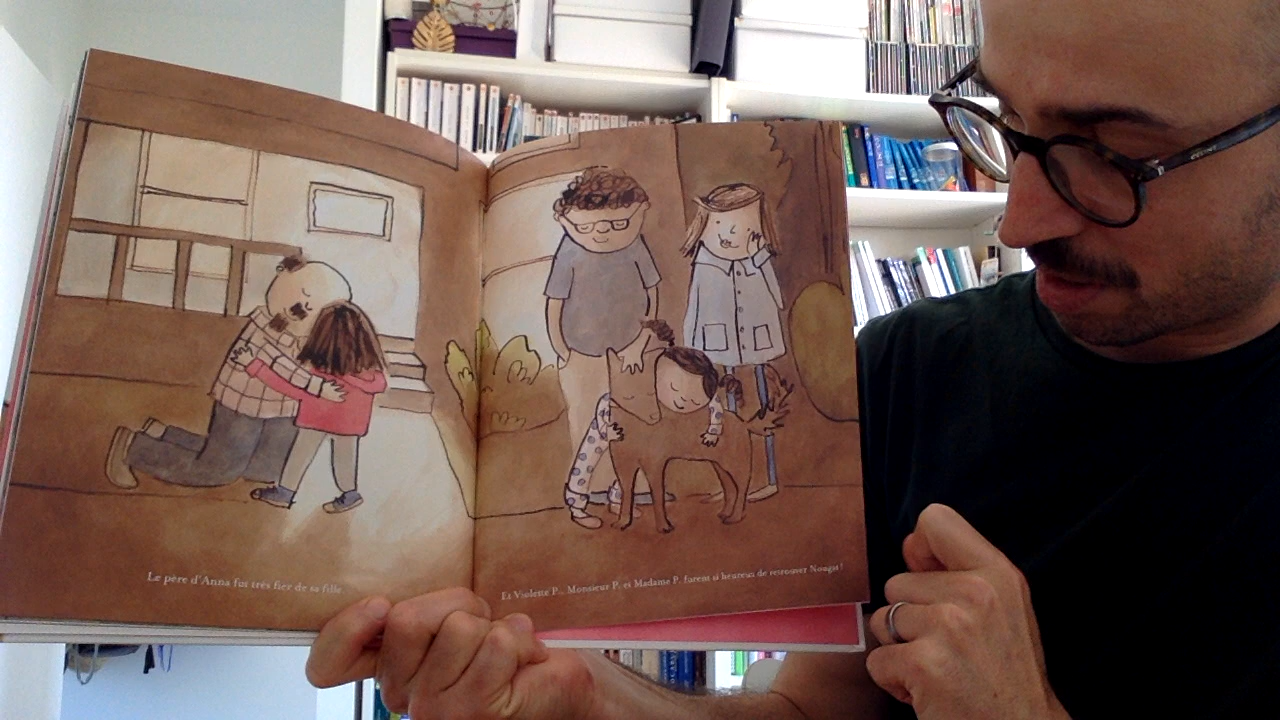 Le père d'Anna fut très fier de sa fille.
Et Violette P., Monsieur P. et Madame P. furent si heureux de retrouver Nougat!